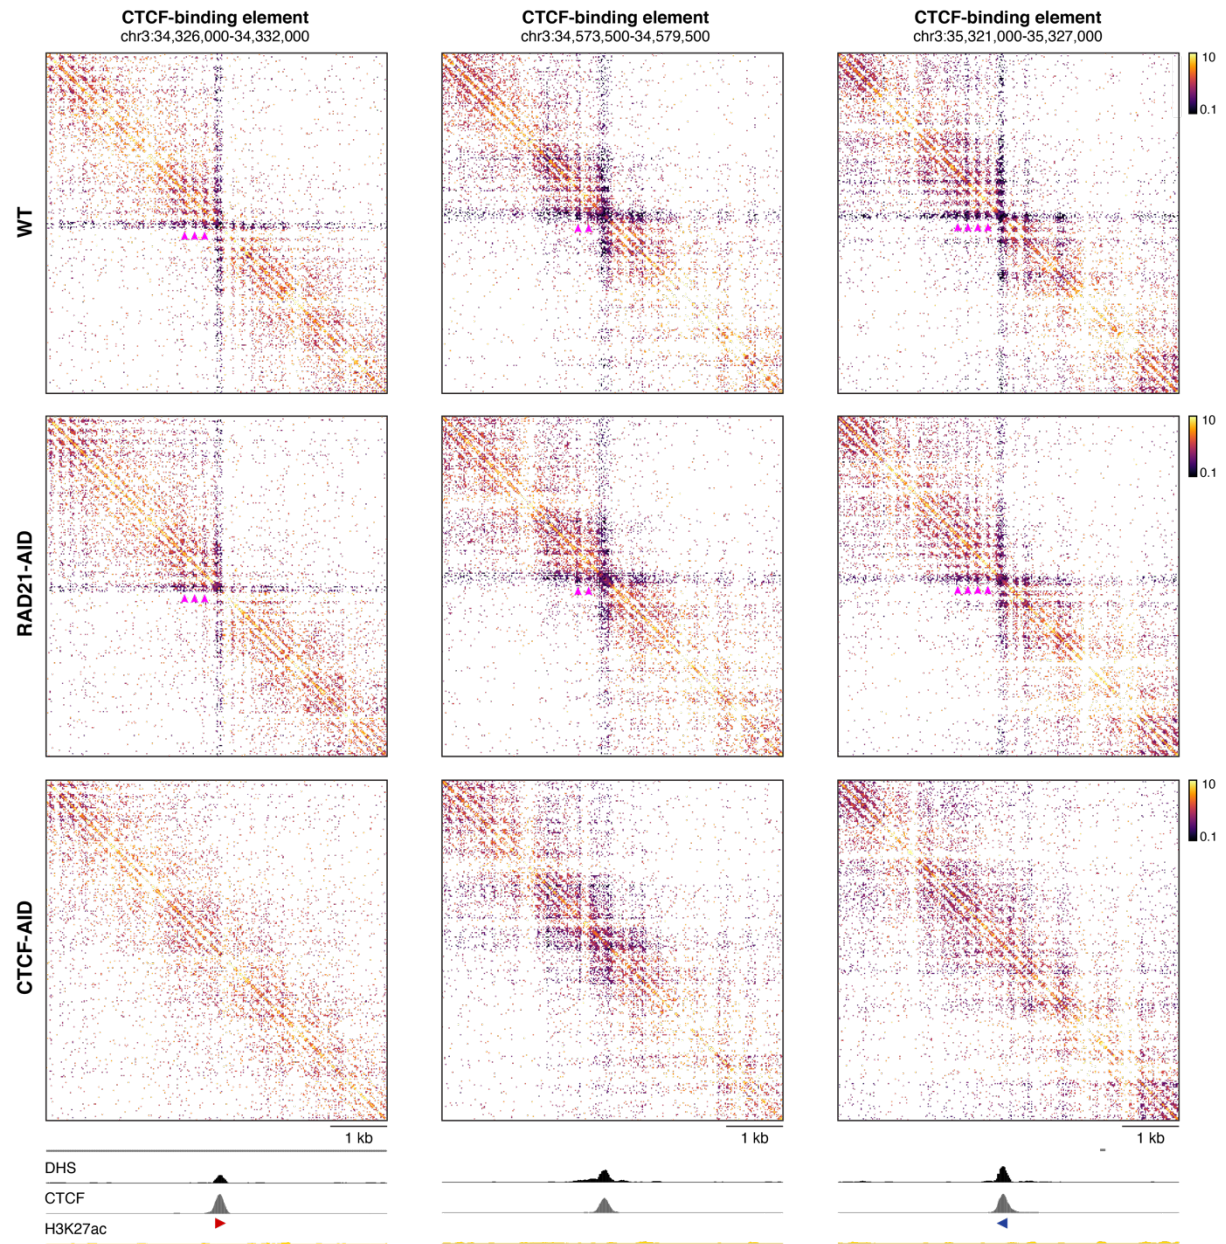 CTCF-binding element
chr3:34,326,000-34,332,000
CTCF-binding element
chr3:34,573,500-34,579,500
CTCF-binding element
chr3:35,321,000-35,327,000
WT
10
0.1
RAD21-AID
10
0.1
CTCF-AID
10
0.1
1 kb
1 kb
1 kb
DHS
CTCF
H3K27ac